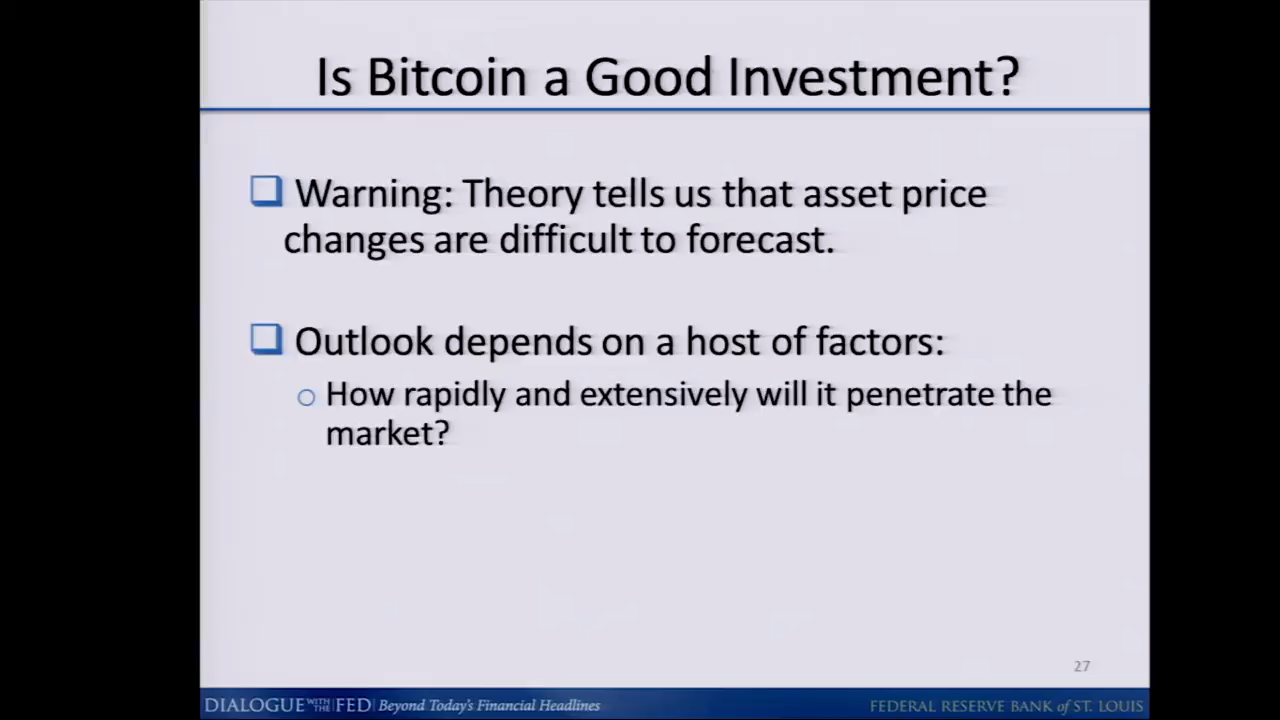 Is Bitcoin a Good Investment?
Warning: Theory tells us that asset price
changes are difficult to forecast.
Outlook depends on a host of factors:
How rapidly and extensively will it penetrate the
market?
27
DIALOGUE WITH THE FED | Beyond Today's Financial Headlines
FEDERAL RESERVE BANK of ST. LOUIS